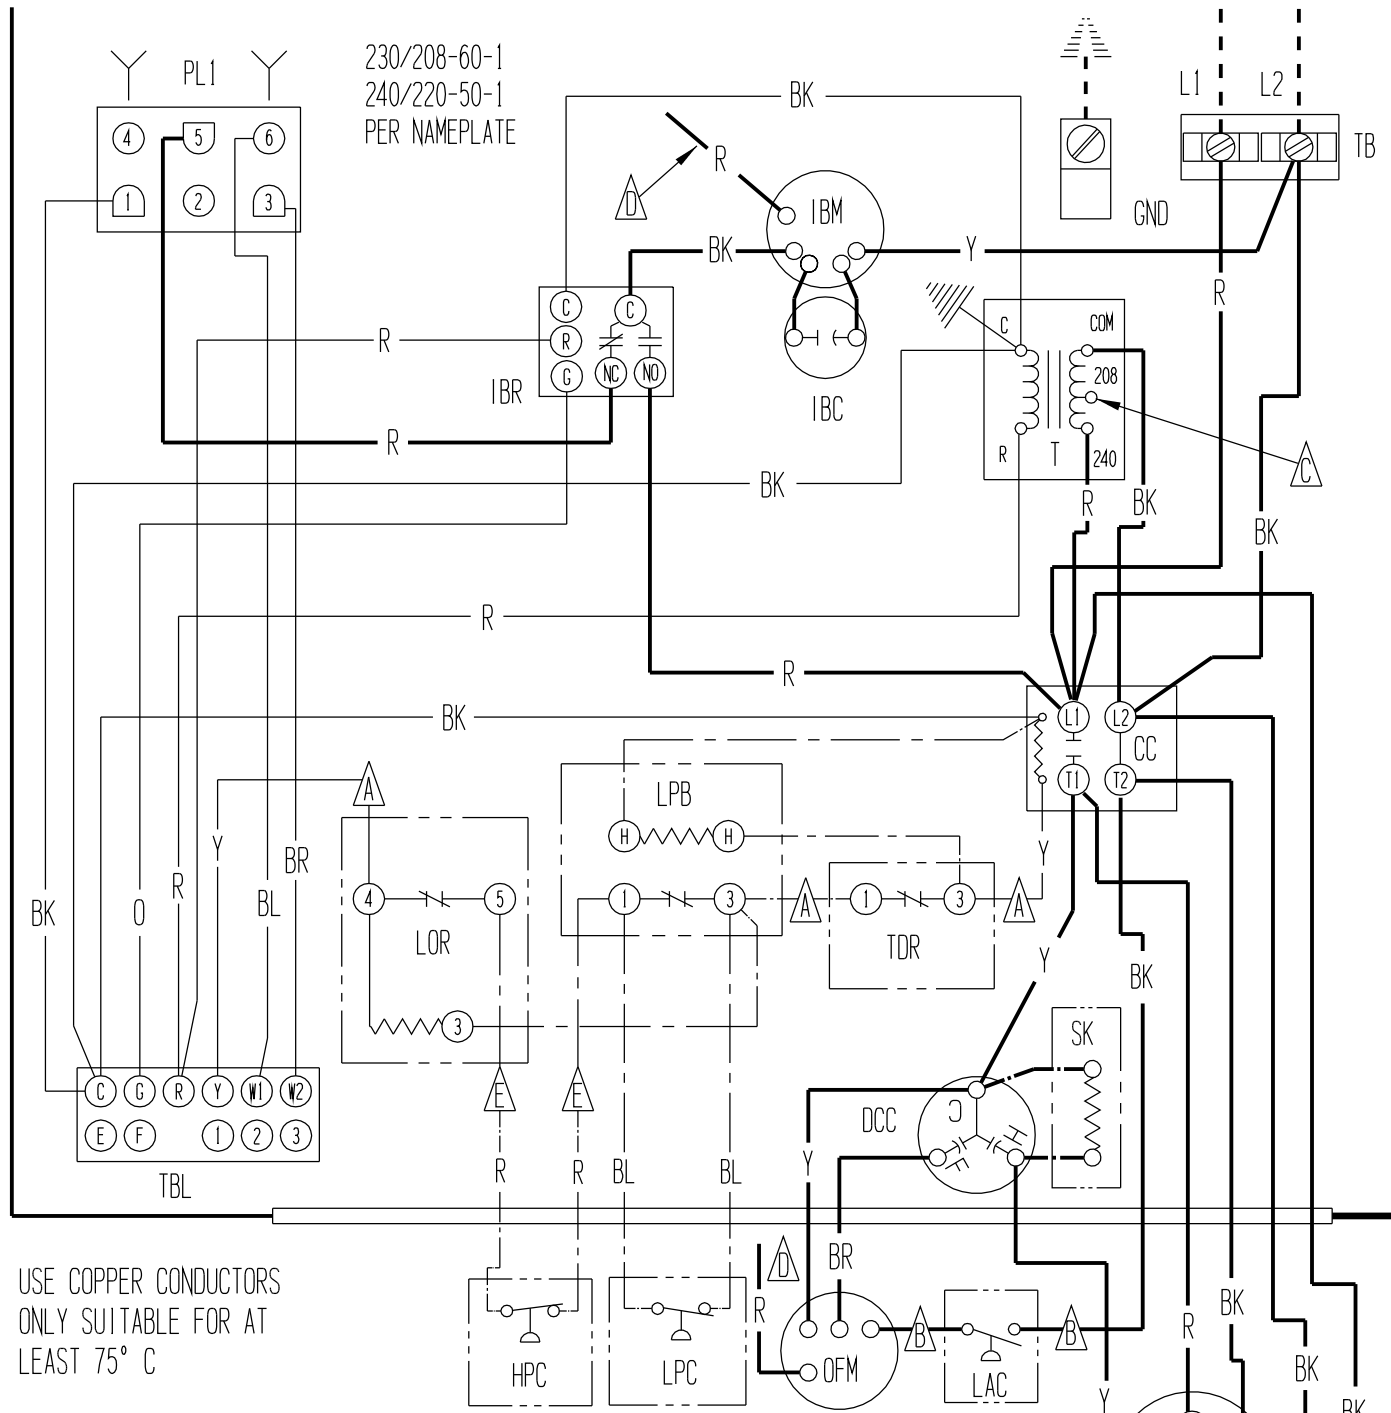 PL1
230/208-60-1
240/220-50-1
PER NAMEPLATE
L1 L2
TB
GND
4 5 6
1 2 3
BK
R
D
IBM
BK
Y
R
C C
R
G NC NO
IBR
IBC
R
R
C COM
208
R T 240
C
BK
R BK
BK
R
R
BK
L1 L2
CC
T1 T2
A
LPB
H H
Y
BR
Y
R
BL
BK
O
4 5
LOR
3
1 3
A
1 3
TDR
A
Y
BK
SK
C G R Y W1 W2
E F 1 2 3
TBL
E E
DCC
C
F H
R R BL BL
Y
USE COPPER CONDUCTORS
ONLY SUITABLE FOR AT
LEAST 75° C
D
BR
R
HPC
LPC
OFM
B
LAC
B
Y
R
BK
BK
BK